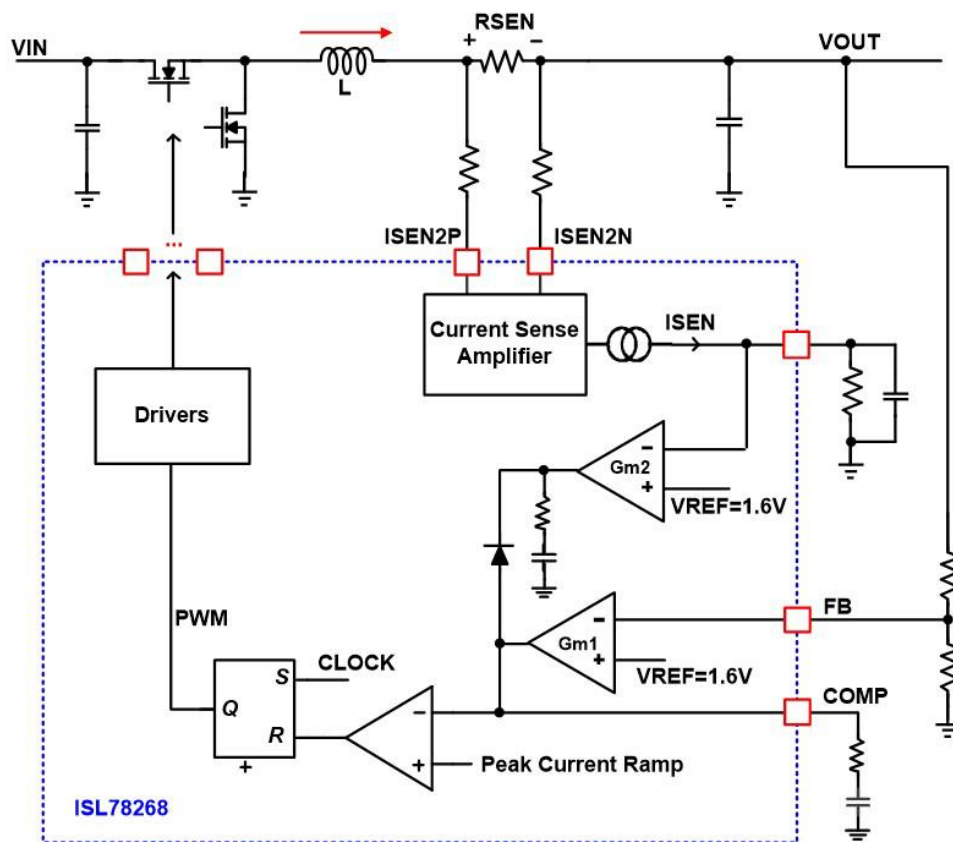 RSEN
VIN
+ −
VOUT
L
...
ISEN2P
ISEN2N
Current Sense
Amplifier
ISEN
Drivers
−
Gm2
+
VREF=1.6V
PWM
−
FB
Gm1
+
VREF=1.6V
CLOCK
S
COMP
Q
−
R
+
Peak Current Ramp
+
ISL78268